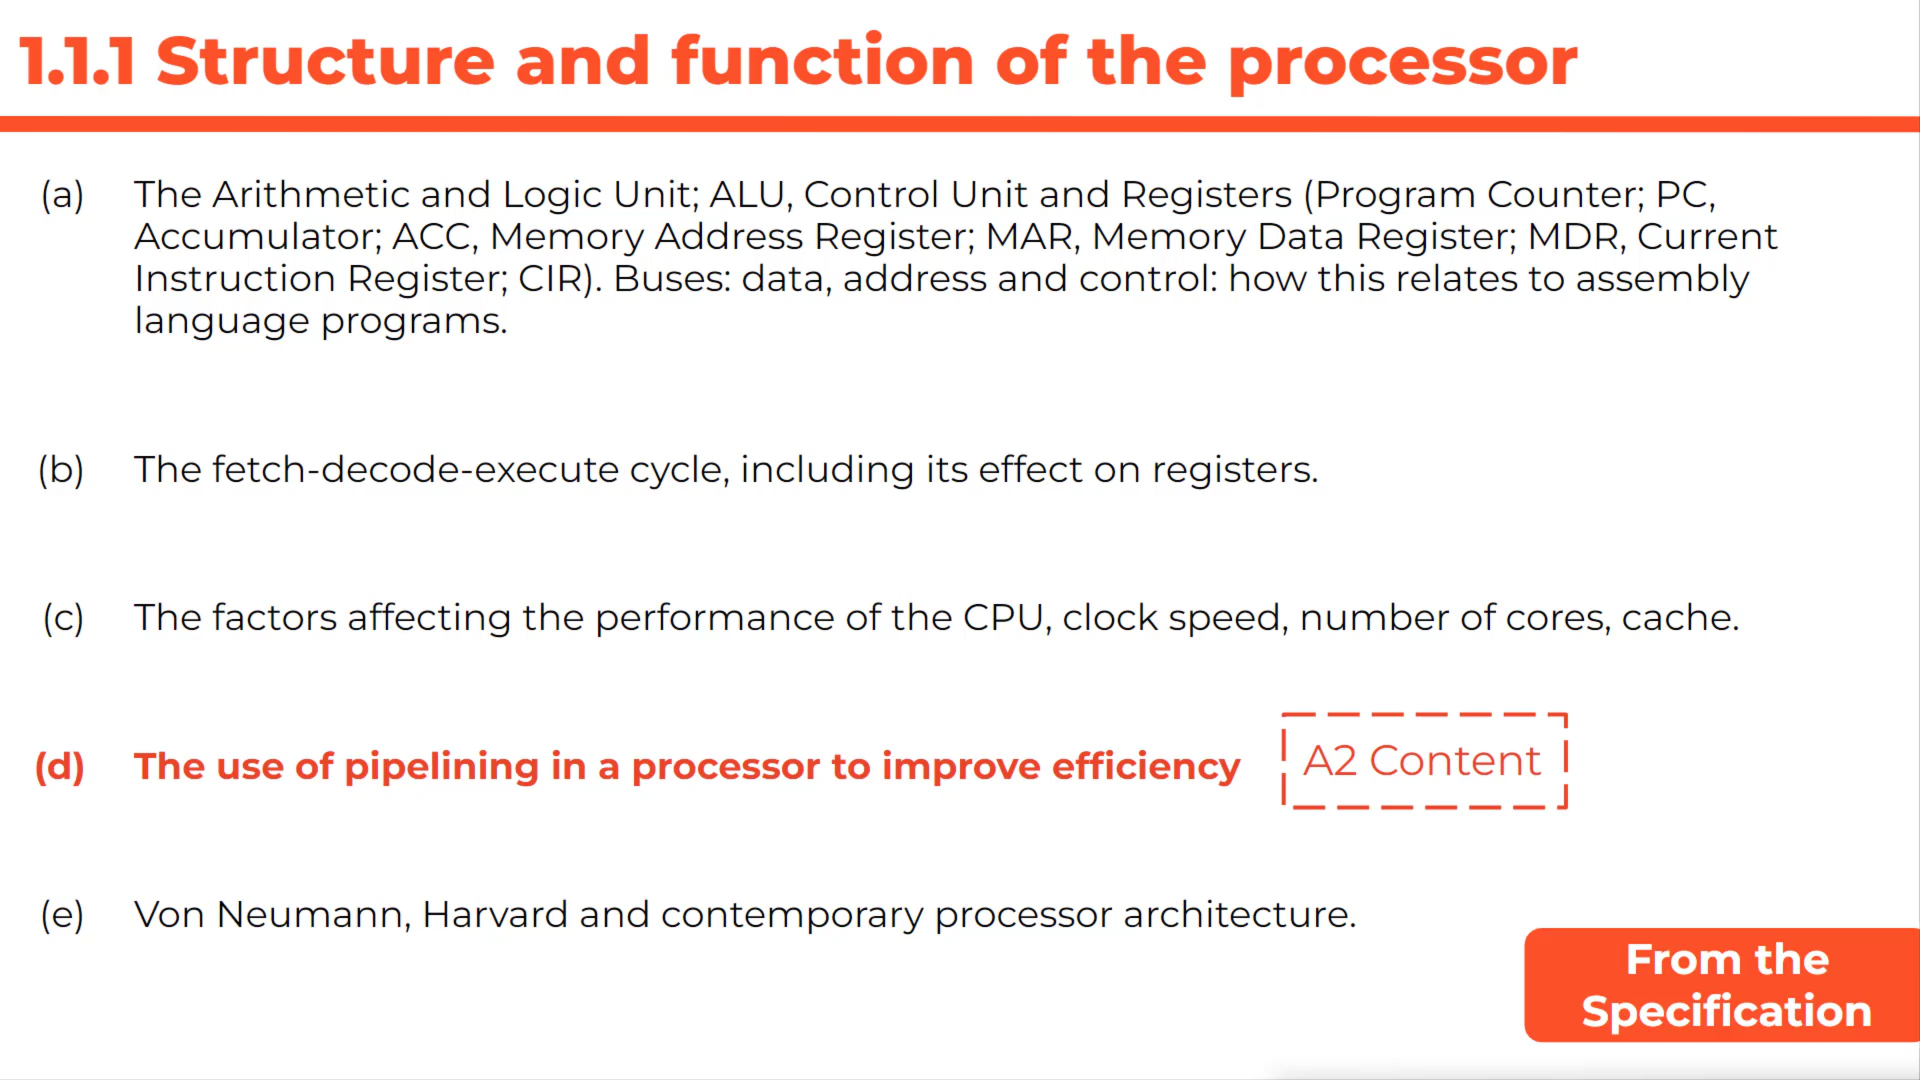 1.1.1 Structure and function of the processor
(a) The Arithmetic and Logic Unit; ALU, Control Unit and Registers (Program Counter; PC,
Accumulator; ACC, Memory Address Register; MAR, Memory Data Register; MDR, Current
Instruction Register; CIR). Buses: data, address and control: how this relates to assembly
language programs.
(b) The fetch-decode-execute cycle, including its effect on registers.
(c) The factors affecting the performance of the CPU, clock speed, number of cores, cache.
(d) The use of pipelining in a processor to improve efficiency
A2 Content
(e) Von Neumann, Harvard and contemporary processor architecture.
From the
Specification